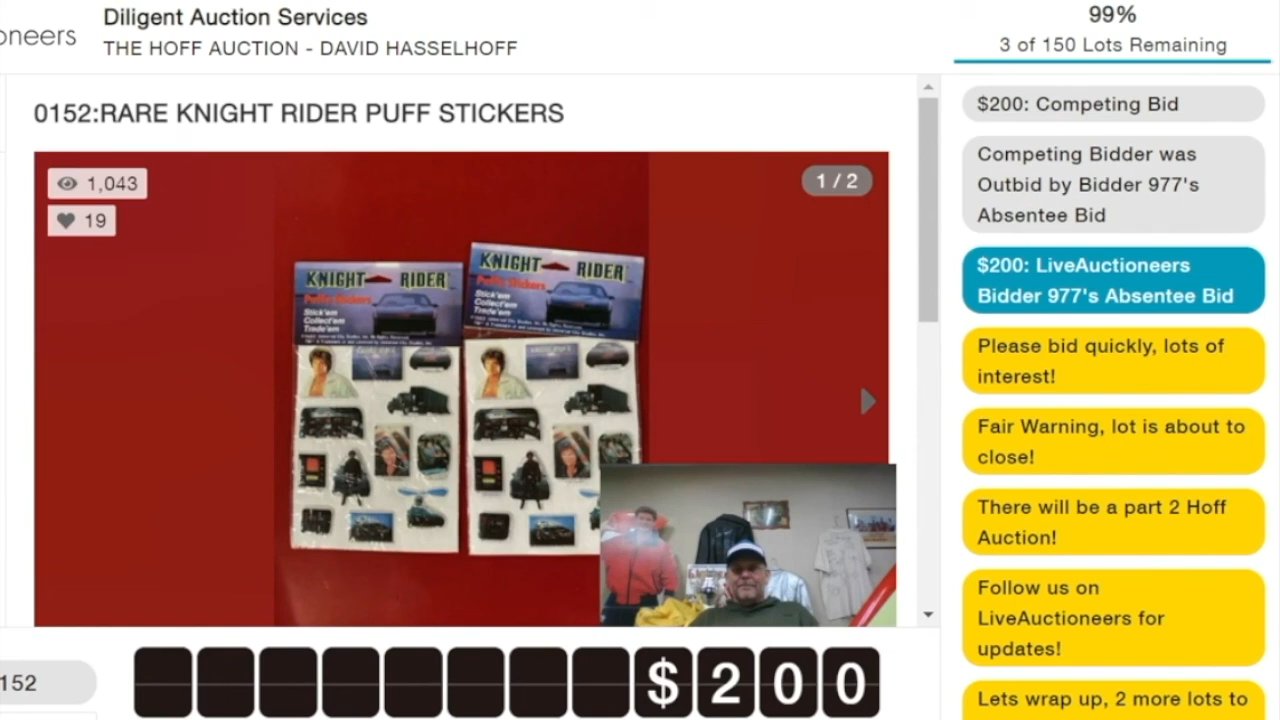 oneers
Diligent Auction Services
THE HOFF AUCTION - DAVID HASSELHOFF
99%
3 of 150 Lots Remaining
0152:RARE KNIGHT RIDER PUFF STICKERS
1,043
19
1 / 2
KNIGHT RIDER
Puffy Stickers
Stick'em
Collect'em
Trade'em
KNIGHT RIDER
Puffy Stickers
Stick'em
Collect'em
Trade'em
$200: Competing Bid
Competing Bidder was
Outbid by Bidder 977's
Absentee Bid
$200: LiveAuctioneers
Bidder 977's Absentee Bid
Please bid quickly, lots of
interest!
Fair Warning, lot is about to
close!
There will be a part 2 Hoff
Auction!
Follow us on
LiveAuctioneers for
updates!
Lets wrap up, 2 more lots to
152
$200